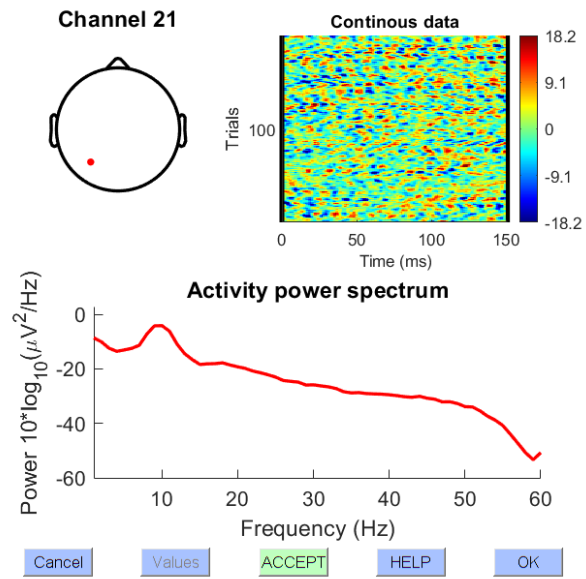 Channel 21
Continous data
Trials
100
0
50
100
150
Time (ms)
18.2
9.1
0
-9.1
-18.2
Activity power spectrum
Power 10*log10(μV2/Hz)
0
-20
-40
-60
10
20
30
40
50
60
Frequency (Hz)
Cancel
Values
ACCEPT
HELP
OK